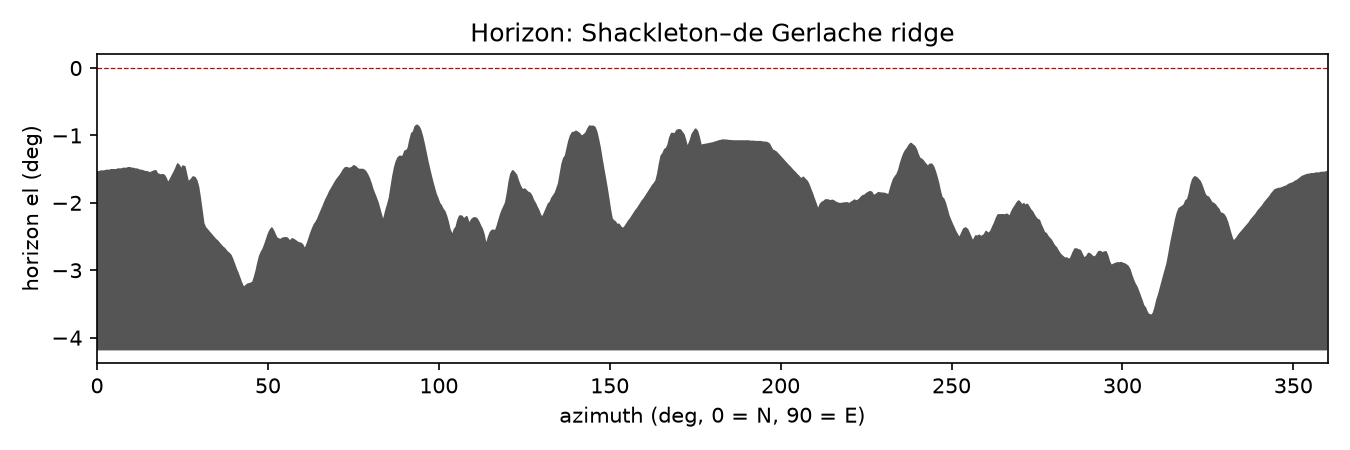 Horizon: Shackleton–de Gerlache ridge
horizon el (deg)
0
−1
−2
−3
−4
0 50 100 150 200 250 300 350
azimuth (deg, 0 = N, 90 = E)